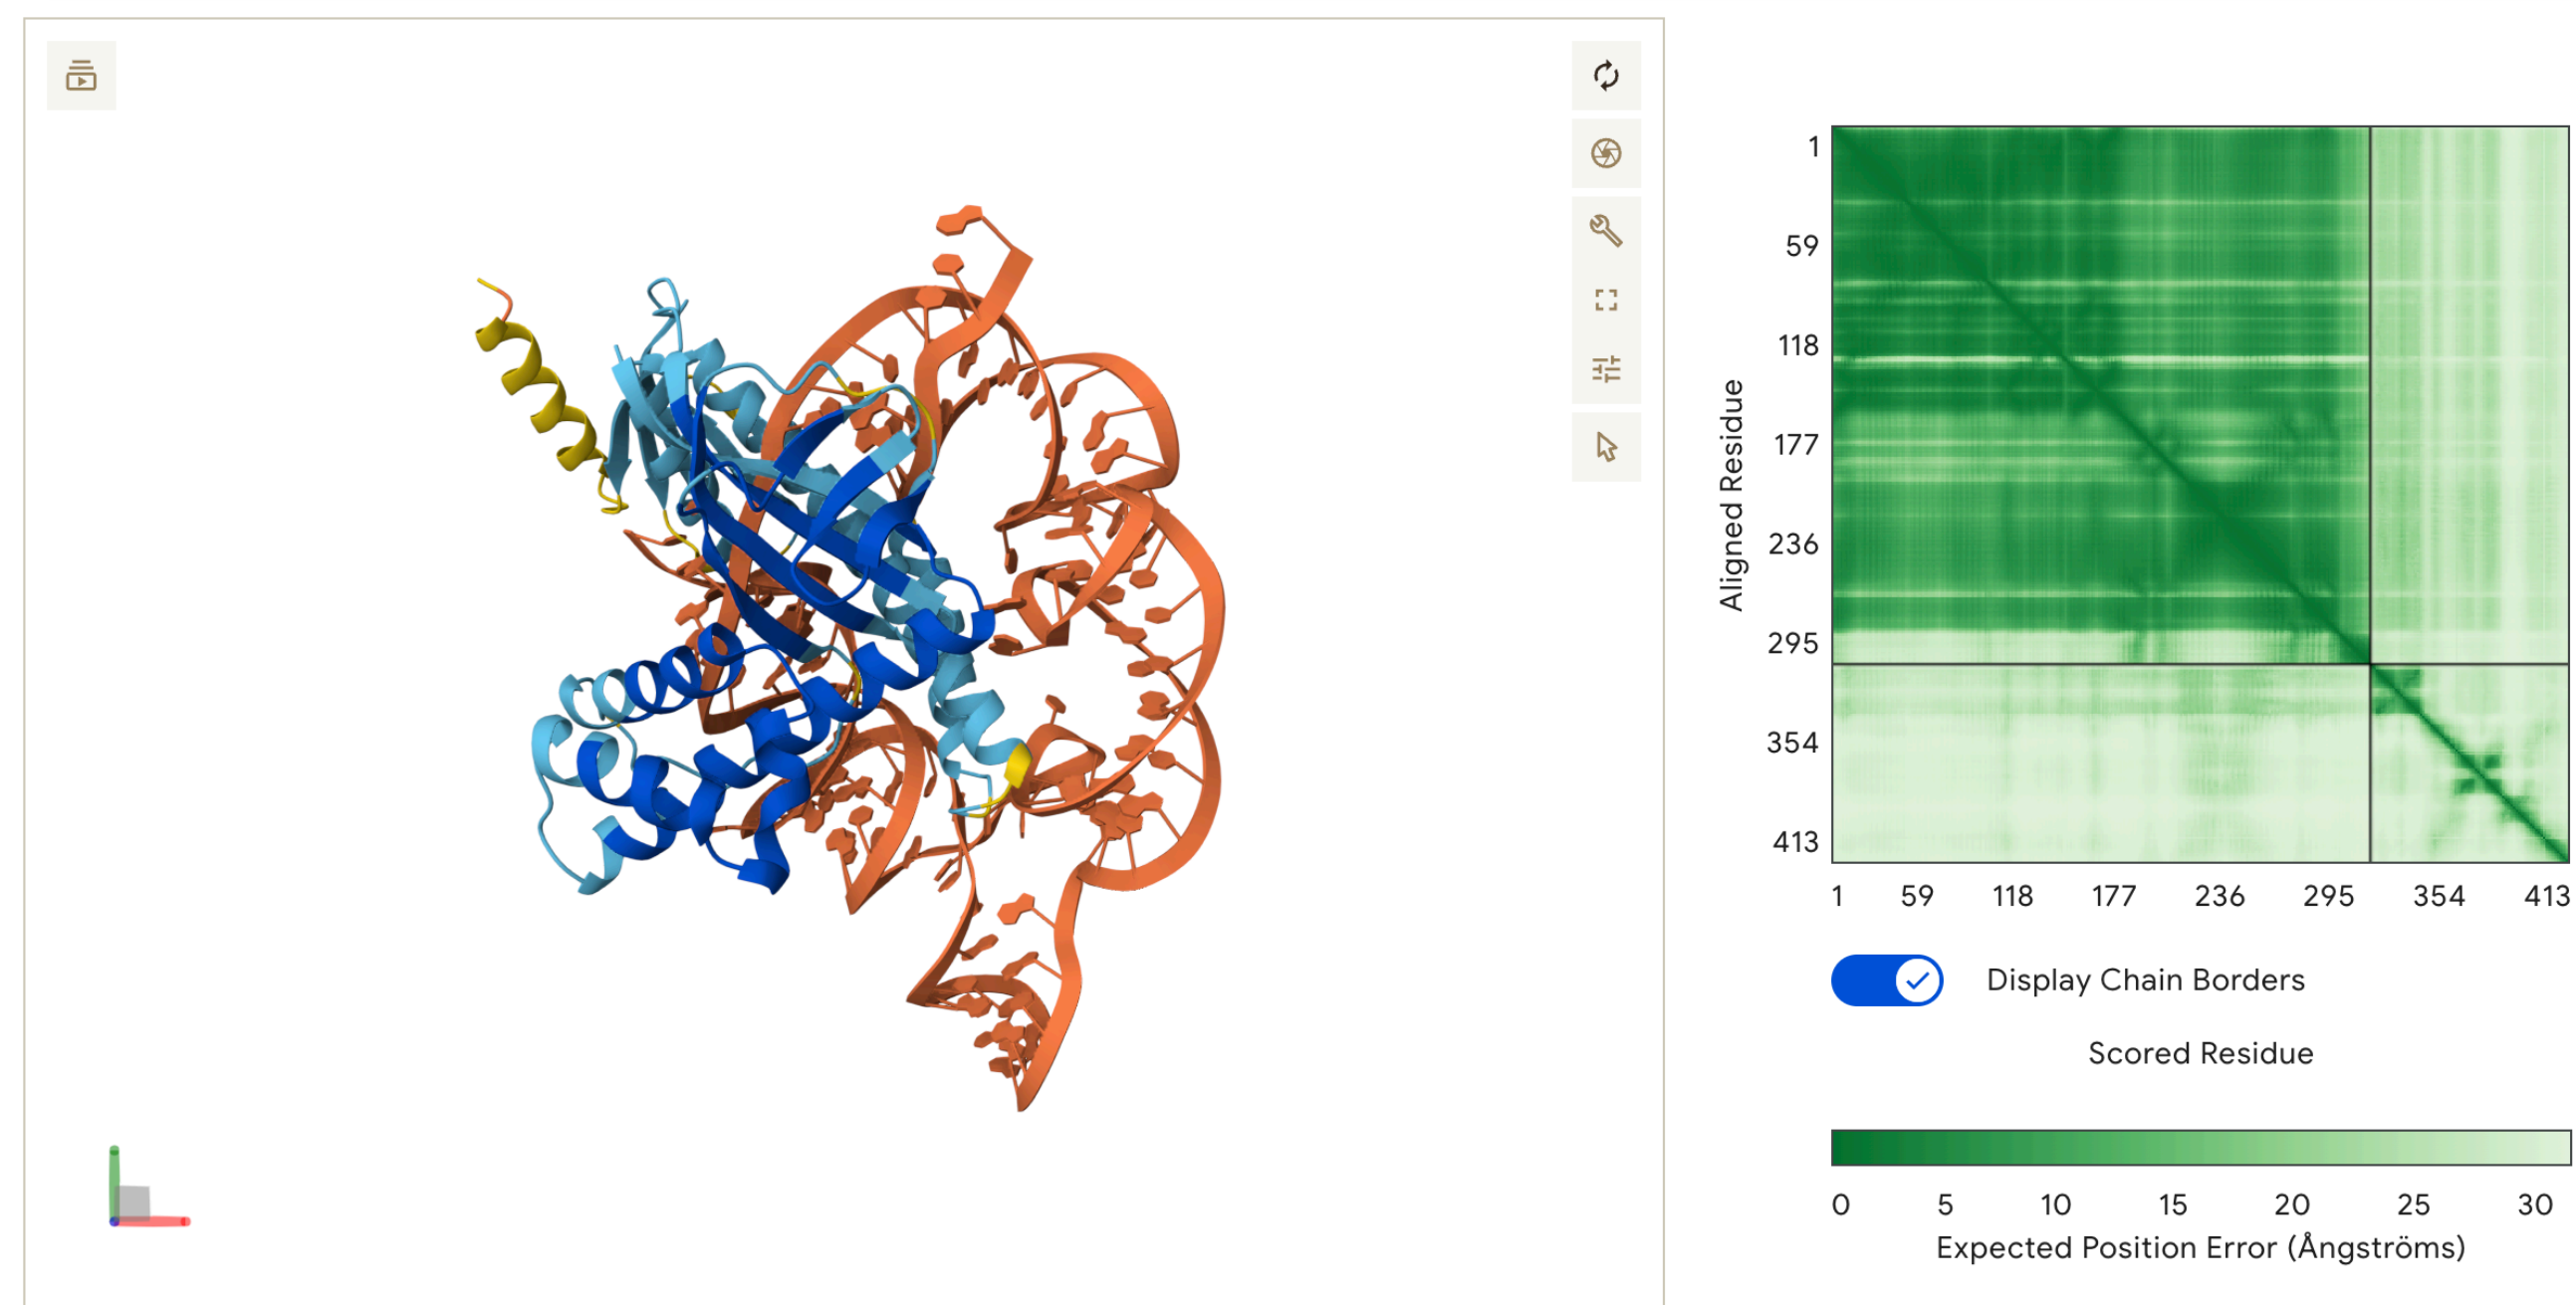 Aligned Residue
1
59
118
177
236
295
354
413
1 59 118 177 236 295 354 413
Display Chain Borders
Scored Residue
0 5 10 15 20 25 30
Expected Position Error (Ångströms)